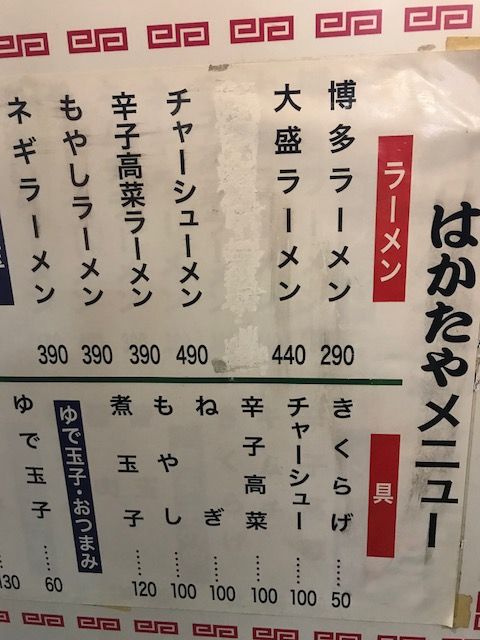 はかたやメニュー
ラーメン
博多ラーメン 290
大盛ラーメン 440
チャーシューメン 490
辛子高菜ラーメン 390
もやしラーメン 390
ネギラーメン 390
具
きくらげ……50
チャーシュー……100
辛子高菜……100
ねぎ……100
もやし……100
煮玉子……120
ゆで玉子・おつまみ
ゆで玉子……60
130